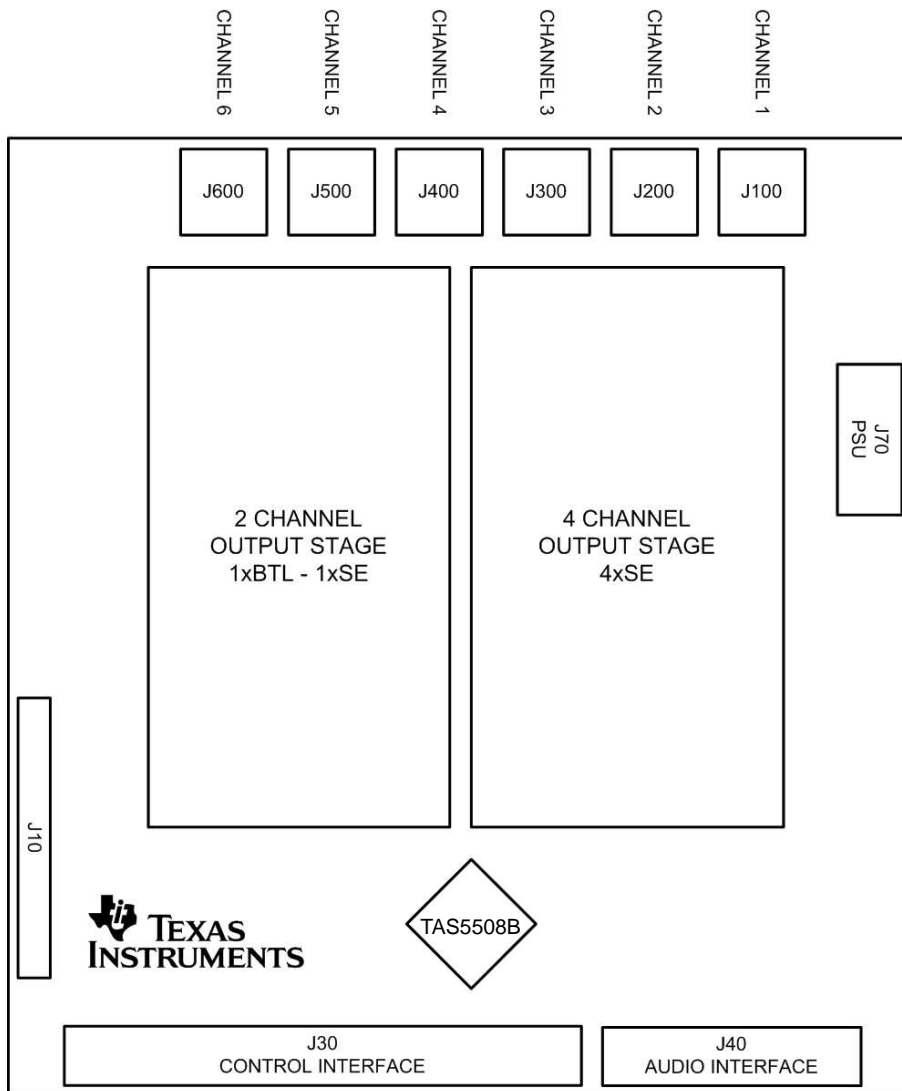 CHANNEL 6
CHANNEL 5
CHANNEL 4
CHANNEL 3
CHANNEL 2
CHANNEL 1
J600
J500
J400
J300
J200
J100
J70
PSU
2 CHANNEL
OUTPUT STAGE
1xBTL - 1xSE
4 CHANNEL
OUTPUT STAGE
4xSE
J10
TEXAS
INSTRUMENTS
TAS5508B
J30
CONTROL INTERFACE
J40
AUDIO INTERFACE